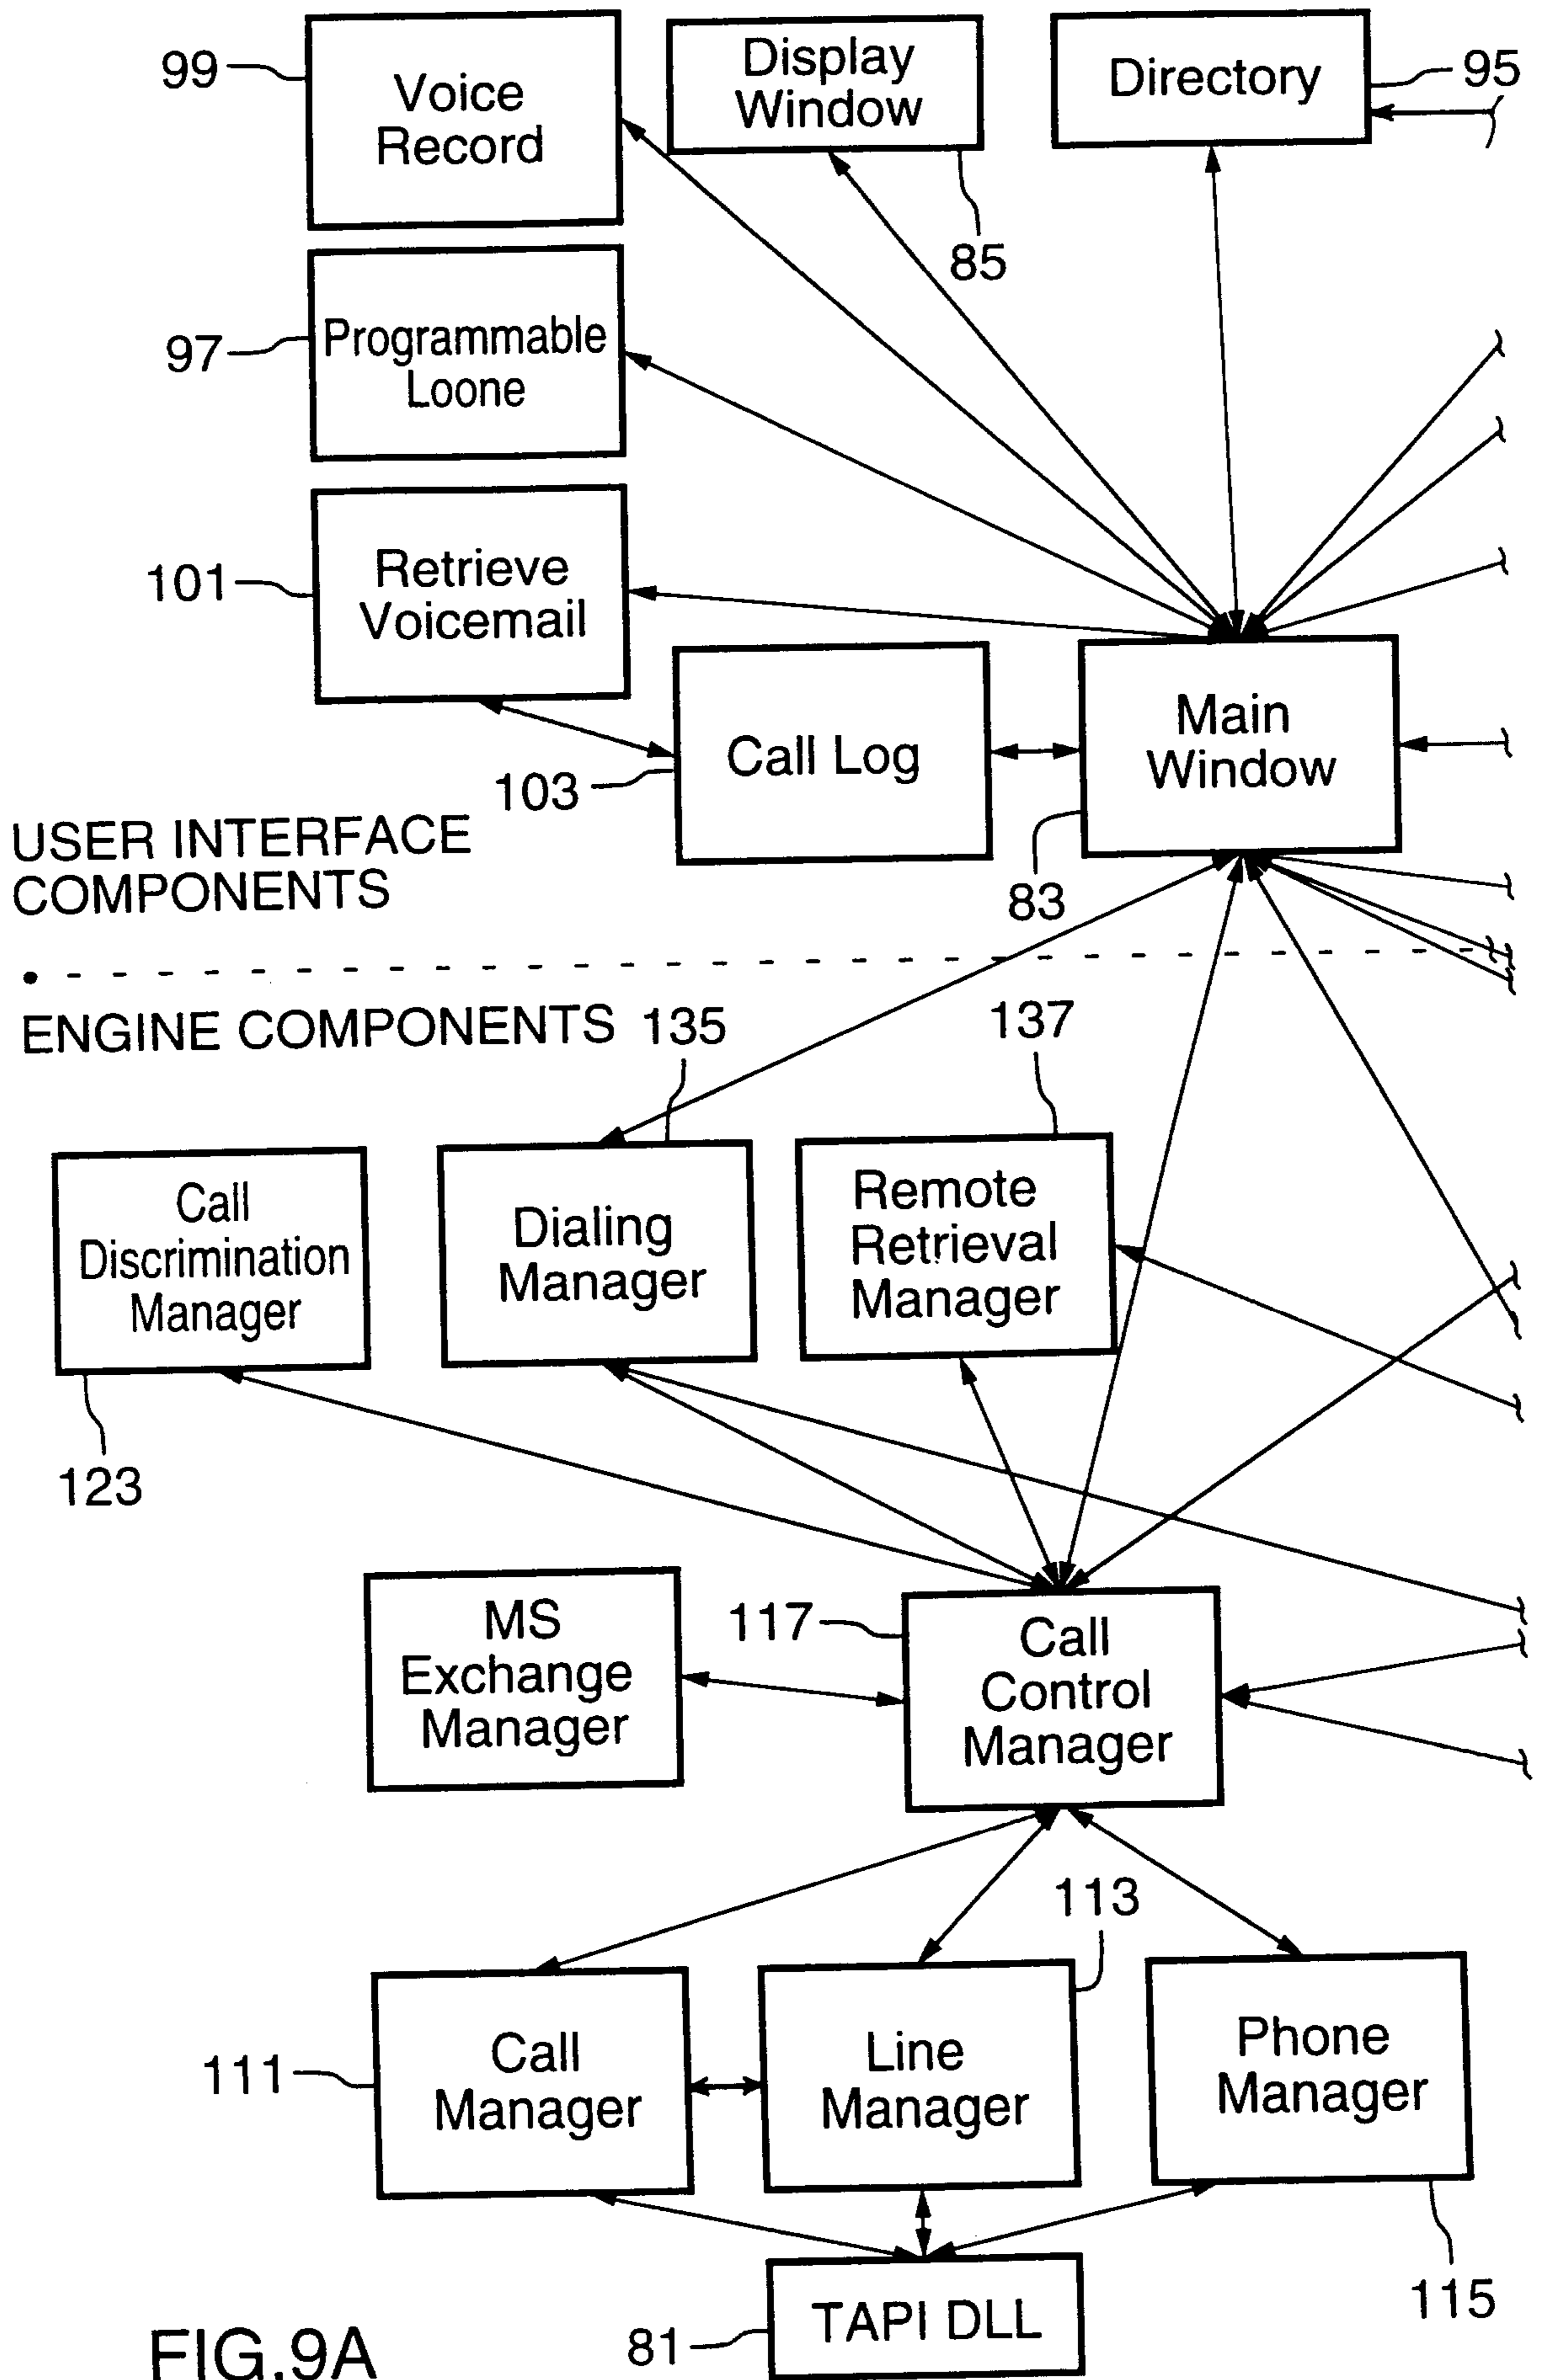 99
Voice
Record
Display
Window
85
Directory
95
97
Programmable
Loone
101
Retrieve
Voicemail
103
Call Log
Main
Window
83
USER INTERFACE
COMPONENTS
ENGINE COMPONENTS
135
137
Call
Discrimination
Manager
123
Dialing
Manager
Remote
Retrieval
Manager
MS
Exchange
Manager
117
Call
Control
Manager
113
111
Call
Manager
Line
Manager
Phone
Manager
115
81
TAPI DLL
FIG.9A